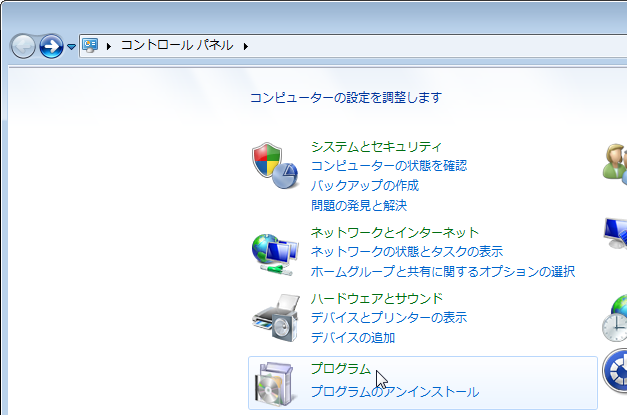 コントロール パネル
コンピューターの設定を調整します
システムとセキュリティ
コンピューターの状態を確認
バックアップの作成
問題の発見と解決
ネットワークとインターネット
ネットワークの状態とタスクの表示
ホームグループと共有に関するオプションの選択
ハードウェアとサウンド
デバイスとプリンターの表示
デバイスの追加
プログラム
プログラムのアンインストール